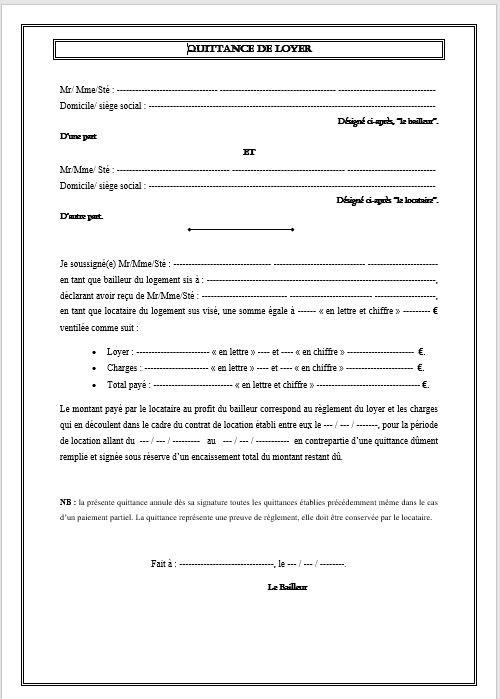 QUITTANCE DE LOYER
Mr/ Mme/Sté : --------------------------------- ------------------------------------- --------------------------------
Domicile/ siège social : ------------------------------------------------------------------------------------------
Désigné ci-après, "le bailleur".
D'une part
ET
Mr/Mme/ Sté : ------------------------------------ ------------------------------------ -----------------------------
Domicile/ siège social : ------------------------------------------------------------------------------------------
Désigné ci-après "le locataire".
D'autre part.
Je soussigné(e) Mr/Mme/Sté : ------------------------------- ----------------------------- -----------------------
en tant que bailleur du logement sis à : ------------------------------------------------------------------------,
déclarant avoir reçu de Mr/Mme/Sté : --------------------------- -------------------------- -------------------,
en tant que locataire du logement sus visé, une somme égale à ------ « en lettre et chiffre » --------- €
ventilée comme suit :
• Loyer : ----------------------- « en lettre » ---- et ---- « en chiffre » ------------------------------ €.
• Charges : --------------------- « en lettre » ---- et ---- « en chiffre » ------------------------------ €.
• Total payé : ------------------------- « en lettre et chiffre » --------------------------------- €.
Le montant payé par le locataire au profit du bailleur correspond au règlement du loyer et les charges
qui en découlent dans le cadre du contrat de location établi entre eux le --- / --- / -------, pour la période
de location allant du --- / --- / --------- au --- / --- / ----------- en contrepartie d'une quittance dûment
remplie et signée sous réserve d'un encaissement total du montant restant dû.
NB : la présente quittance annule dès sa signature toutes les quittances établies précédemment même dans le cas
d'un paiement partiel. La quittance représente une preuve de règlement, elle doit être conservée par le locataire.
Fait à : ------------------------------, le --- / --- / --------.
Le Bailleur